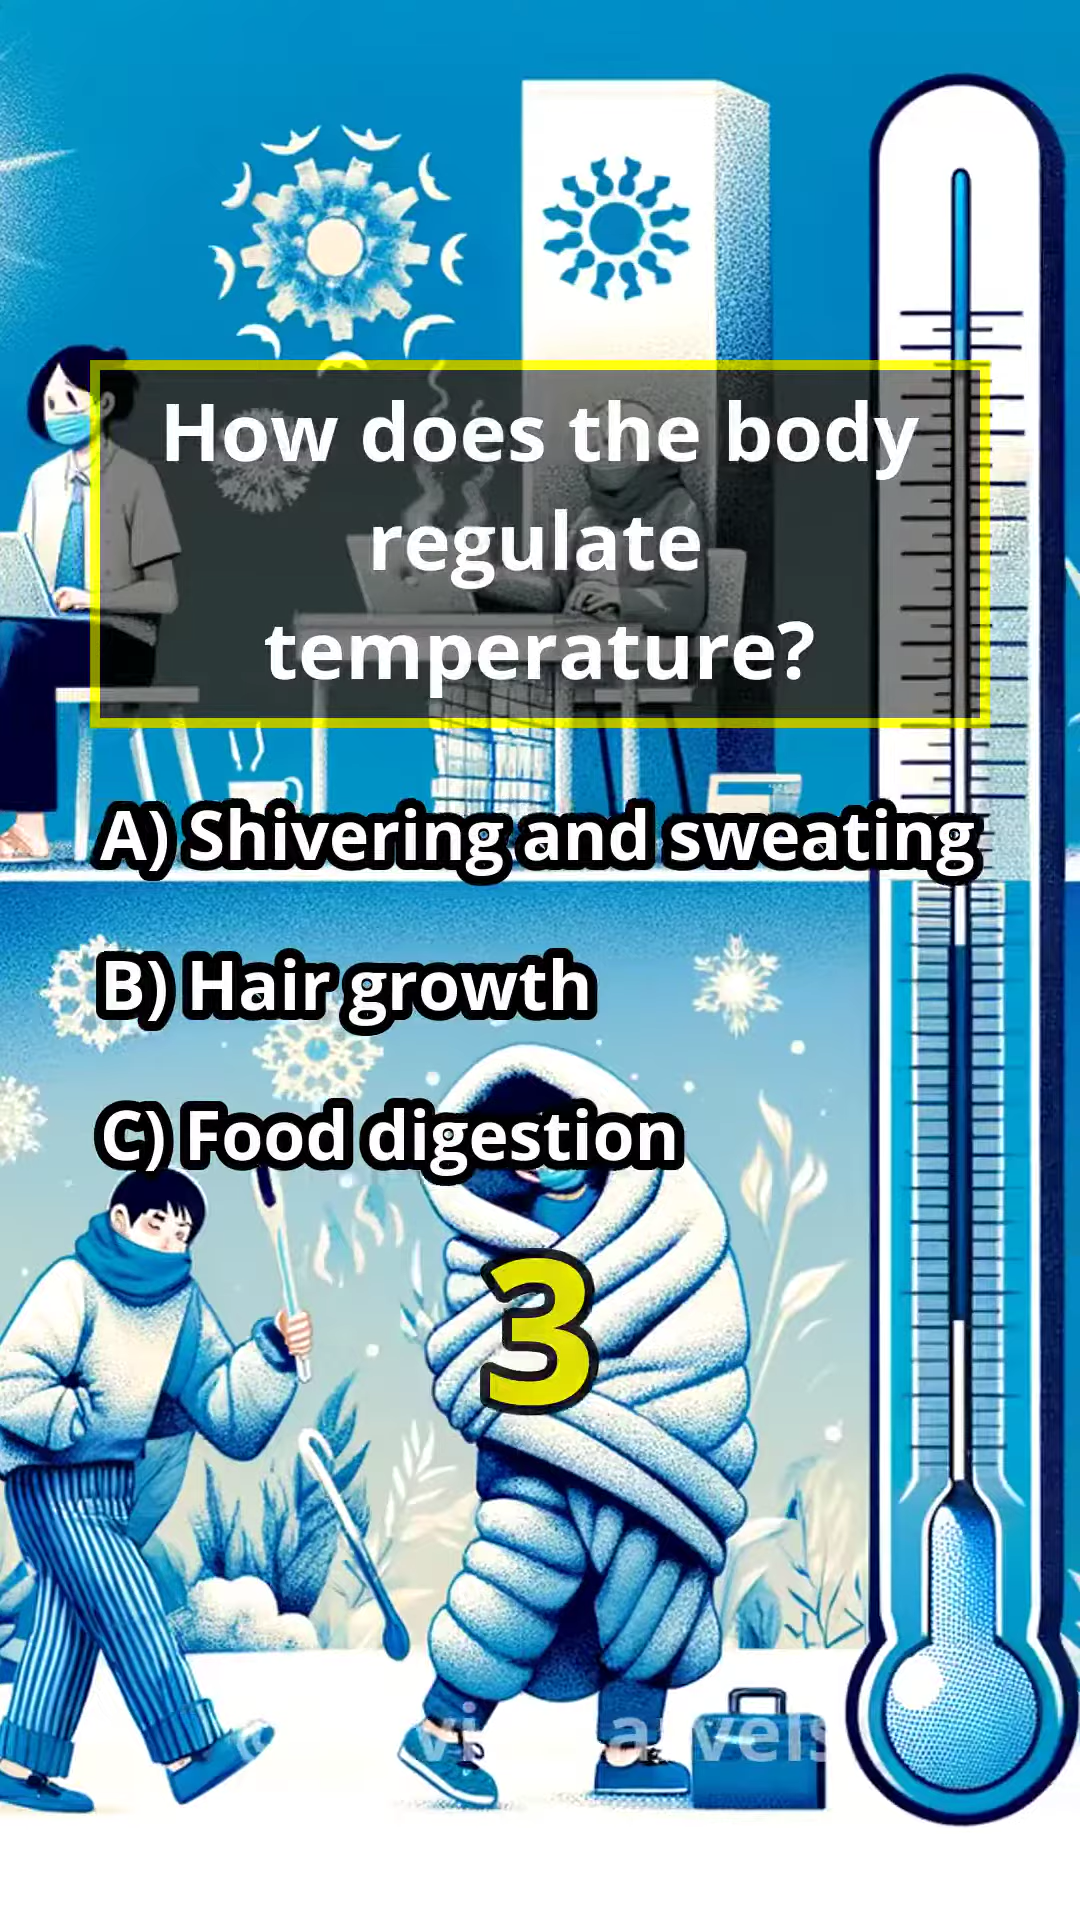 How does the body
regulate
temperature?
A) Shivering and sweating
B) Hair growth
C) Food digestion
3